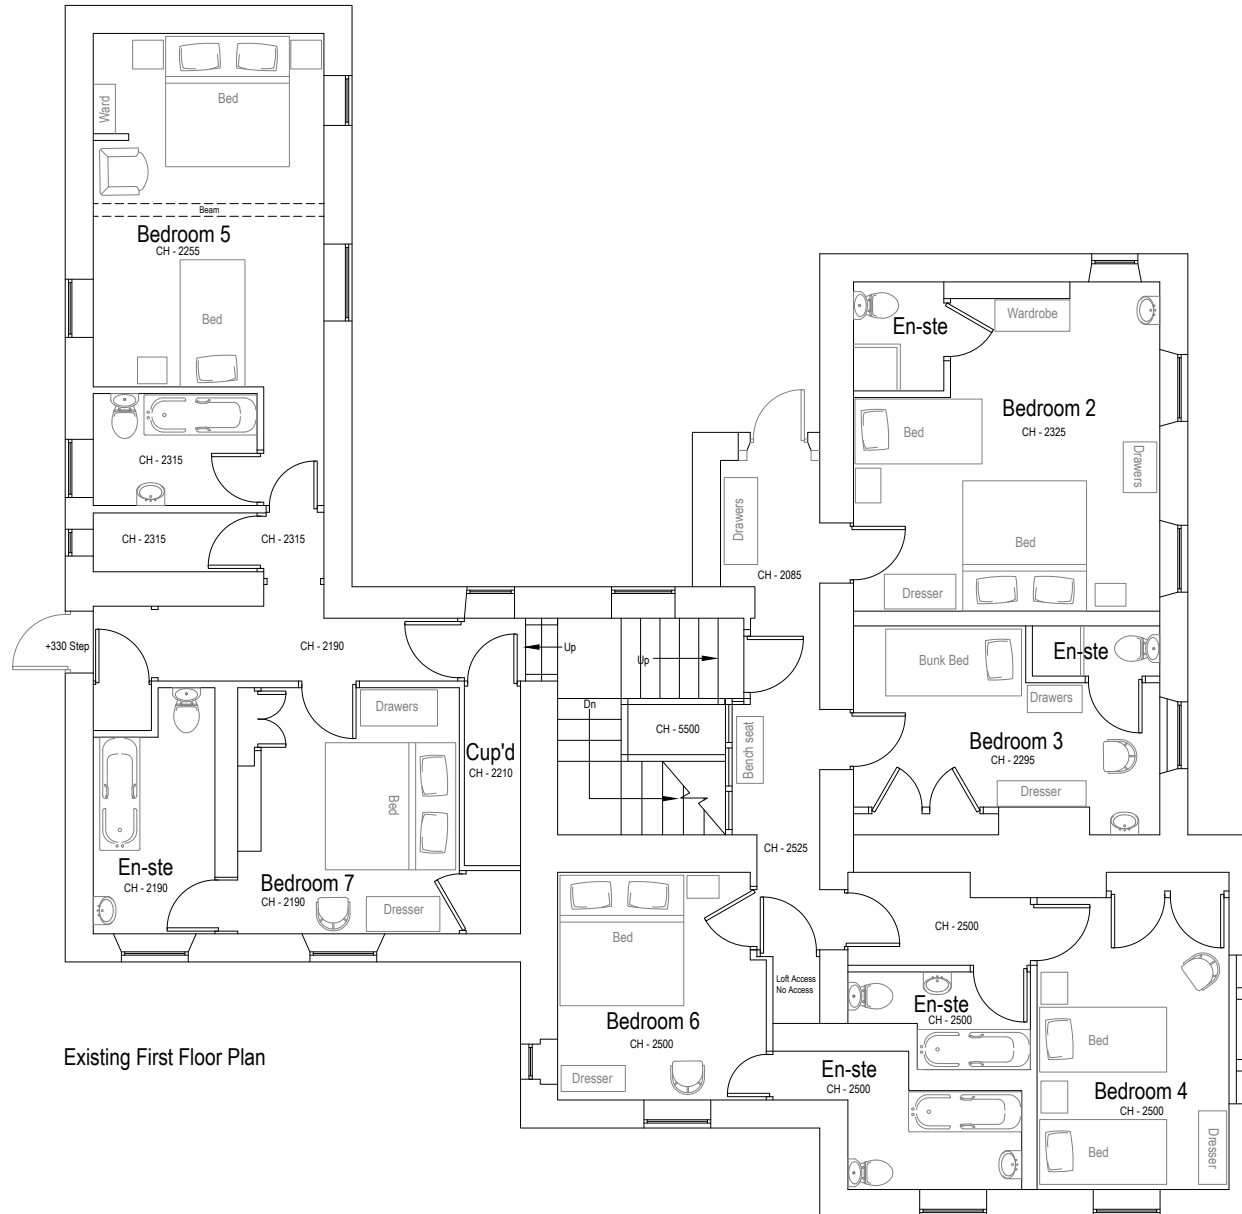 Bed
Ward
Beam
Bedroom 5
CH - 2255
Bed
CH - 2315
CH - 2315
CH - 2315
+330 Step
CH - 2190
Up
Up
Dn
CH - 5500
Bench seat
Drawers
CH - 2085
En-ste
Wardrobe
Bedroom 2
CH - 2325
Bed
Drawers
Bed
Dresser
Bunk Bed
En-ste
Drawers
Bedroom 3
CH - 2295
Dresser
Drawers
Cup'd
CH - 2210
Bed
En-ste
CH - 2190
Bedroom 7
CH - 2190
Dresser
CH - 2525
Bed
Bedroom 6
CH - 2500
Dresser
Loft Access
No Access
CH - 2500
En-ste
CH - 2500
En-ste
CH - 2500
Bed
Bedroom 4
CH - 2500
Bed
Dresser
Existing First Floor Plan